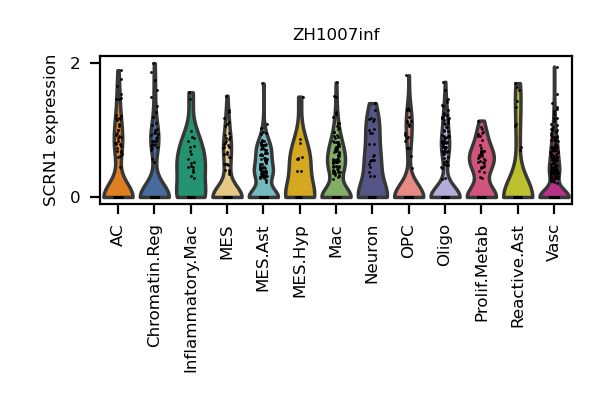 ZH1007inf
SCRN1 expression
2
0
AC
Chromatin.Reg
Inflammatory.Mac
MES
MES.Ast
MES.Hyp
Mac
Neuron
OPC
Oligo
Prolif.Metab
Reactive.Ast
Vasc